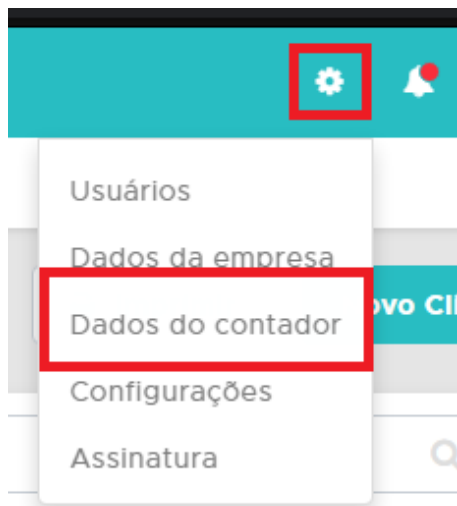 Usuários
Dados da empresa
Dados do contador
Configurações
Assinatura